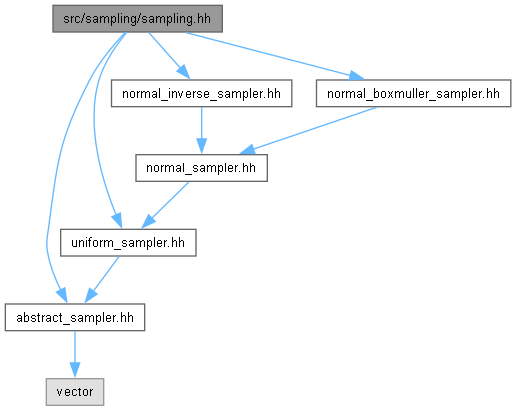 src/sampling/sampling.hh
normal_inverse_sampler.hh
normal_boxmuller_sampler.hh
normal_sampler.hh
uniform_sampler.hh
abstract_sampler.hh
vector